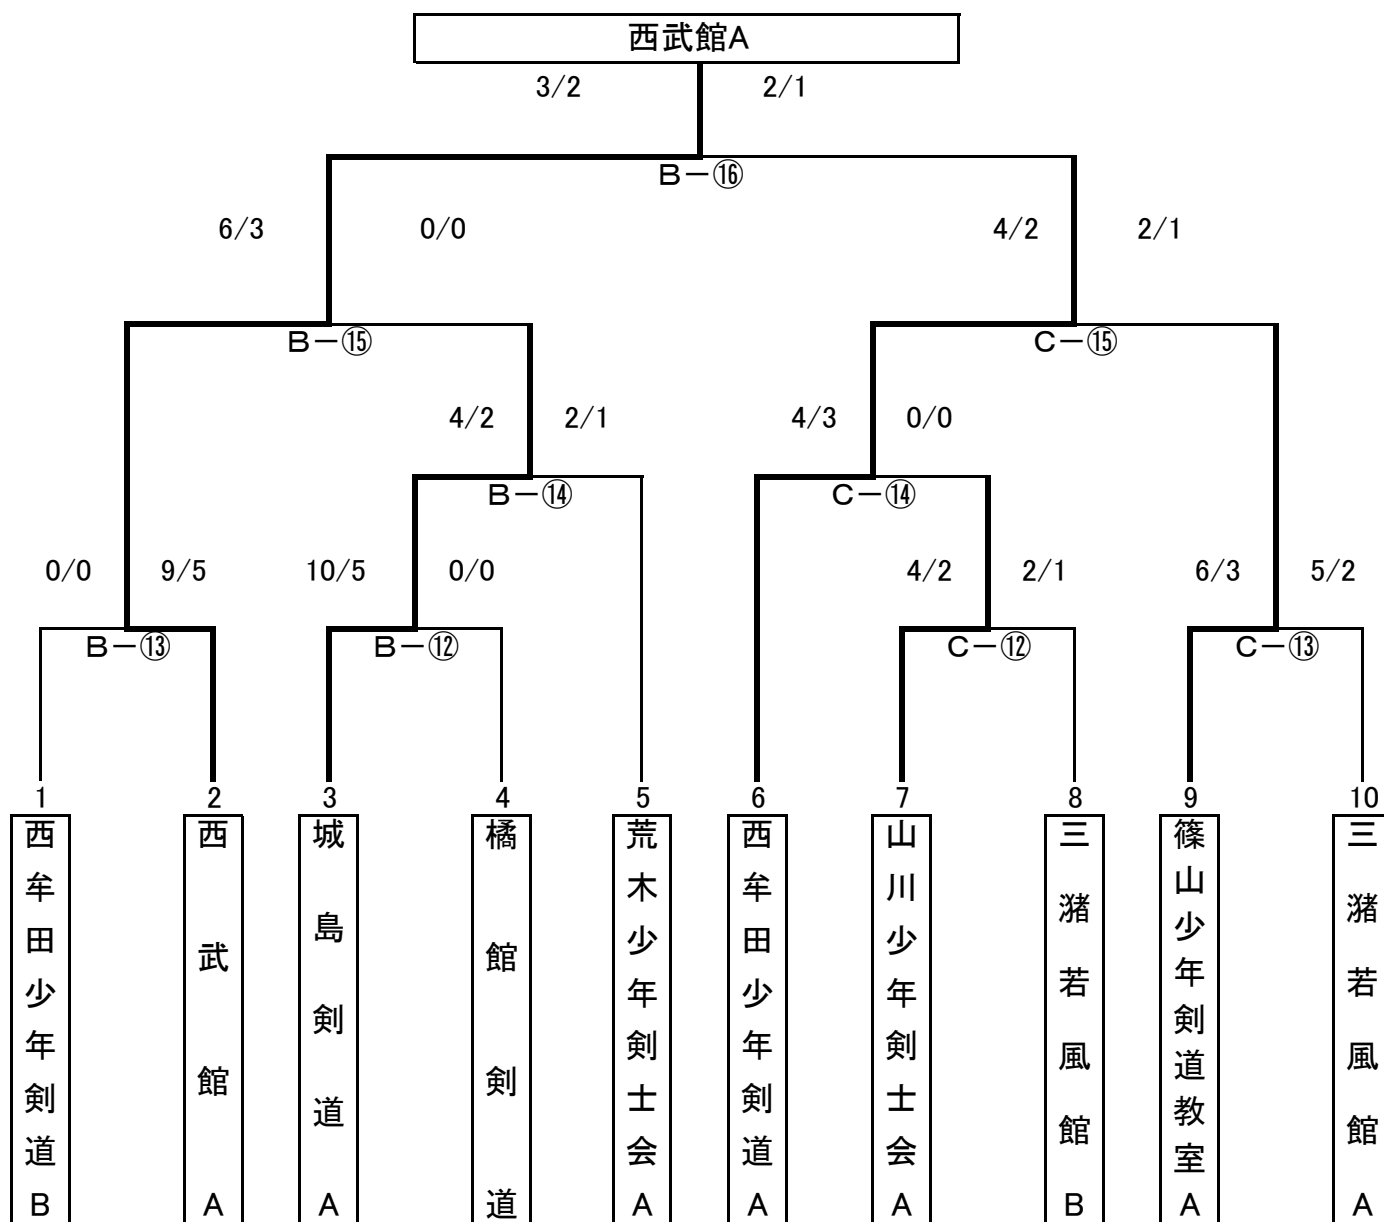 西武館A
3/2 2/1
B－⑯
6/3 0/0 4/2 2/1
B－⑮ C－⑮
4/2 2/1 4/3 0/0
B－⑭ C－⑭
0/0 9/5 10/5 0/0 4/2 2/1 6/3 5/2
B－⑬ B－⑫ C－⑫ C－⑬
1 2 3 4 5 6 7 8 9 10
西牟田少年剣道B
西武館A
城島剣道A
橘館剣道
荒木少年剣士会A
西牟田少年剣道A
山川少年剣士会A
三潴若風館B
篠山少年剣道教室A
三潴若風館A